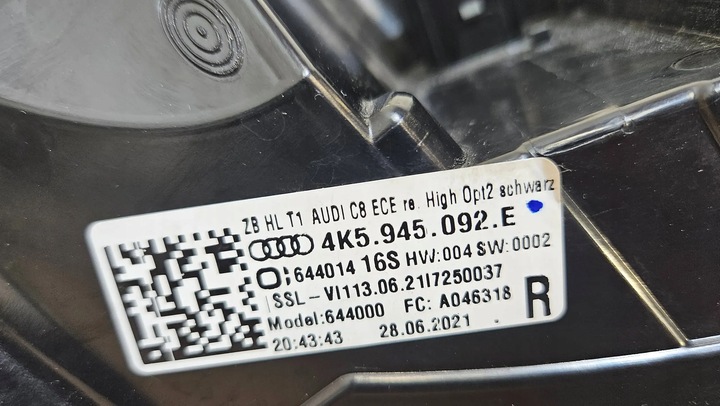 ZB HL T1 AUDI C8 ECE re. High Opt2 schwarz
4K5.945.092.E
644014 16S HW:004 SW:0002
SSL-VI113.06.21I7250037
Model:644000 FC: A046318
20:43:43 28.06.2021
R